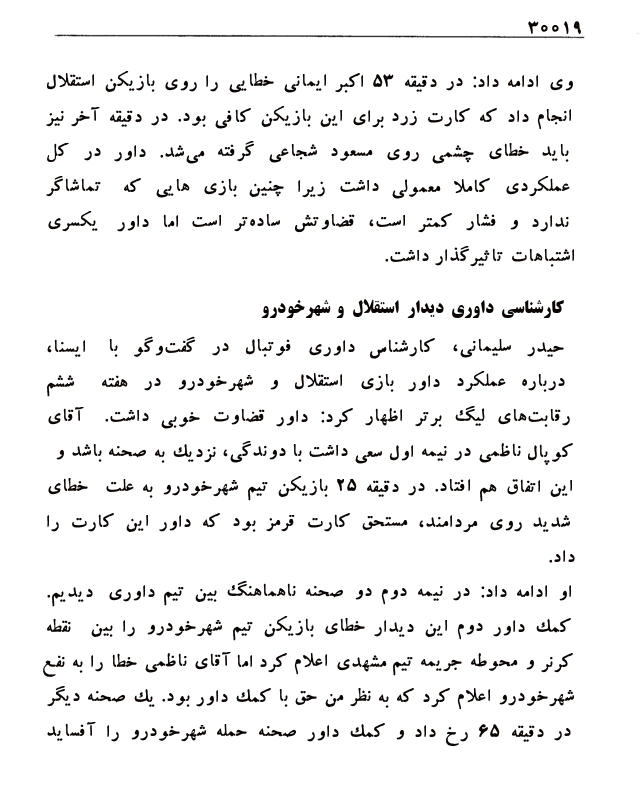 ۳۰۰۱۹
وی ادامه داد: در دقیقه ۵۳ اکبر ایمانی خطایی را روی بازیکن استقلال
انجام داد که کارت زرد برای این بازیکن کافی بود. در دقیقه آخر نیز
باید خطای چشمی روی مسعود شجاعی گرفته می‌شد. داور در کل
عملکردی کاملا معمولی داشت زیرا چنین بازی هایی که تماشاگر
ندارد و فشار کمتر است، قضاوتش ساده‌تر است اما داور یکسری
اشتباهات تاثیرگذار داشت.
کارشناسی داوری دیدار استقلال و شهرخودرو
حیدر سلیمانی، کارشناس داوری فوتبال در گفت‌وگو با ایسنا،
درباره عملکرد داور بازی استقلال و شهرخودرو در هفته ششم
رقابت‌های لیگ برتر اظهار کرد: داور قضاوت خوبی داشت. آقای
کوپال ناظمی در نیمه اول سعی داشت با دوندگی، نزدیک به صحنه باشد و
این اتفاق هم افتاد. در دقیقه ۲۵ بازیکن تیم شهرخودرو به علت خطای
شدید روی مردامند، مستحق کارت قرمز بود که داور این کارت را
داد.
او ادامه داد: در نیمه دوم دو صحنه ناهماهنگ بین تیم داوری دیدیم.
کمک داور دوم این دیدار خطای بازیکن تیم شهرخودرو را بین نقطه
کرنر و محوطه جریمه تیم مشهدی اعلام کرد اما آقای ناظمی خطا را به نفع
شهرخودرو اعلام کرد که به نظر من حق با کمک داور بود. یک صحنه دیگر
در دقیقه ۶۵ رخ داد و کمک داور صحنه حمله شهرخودرو را آفساید